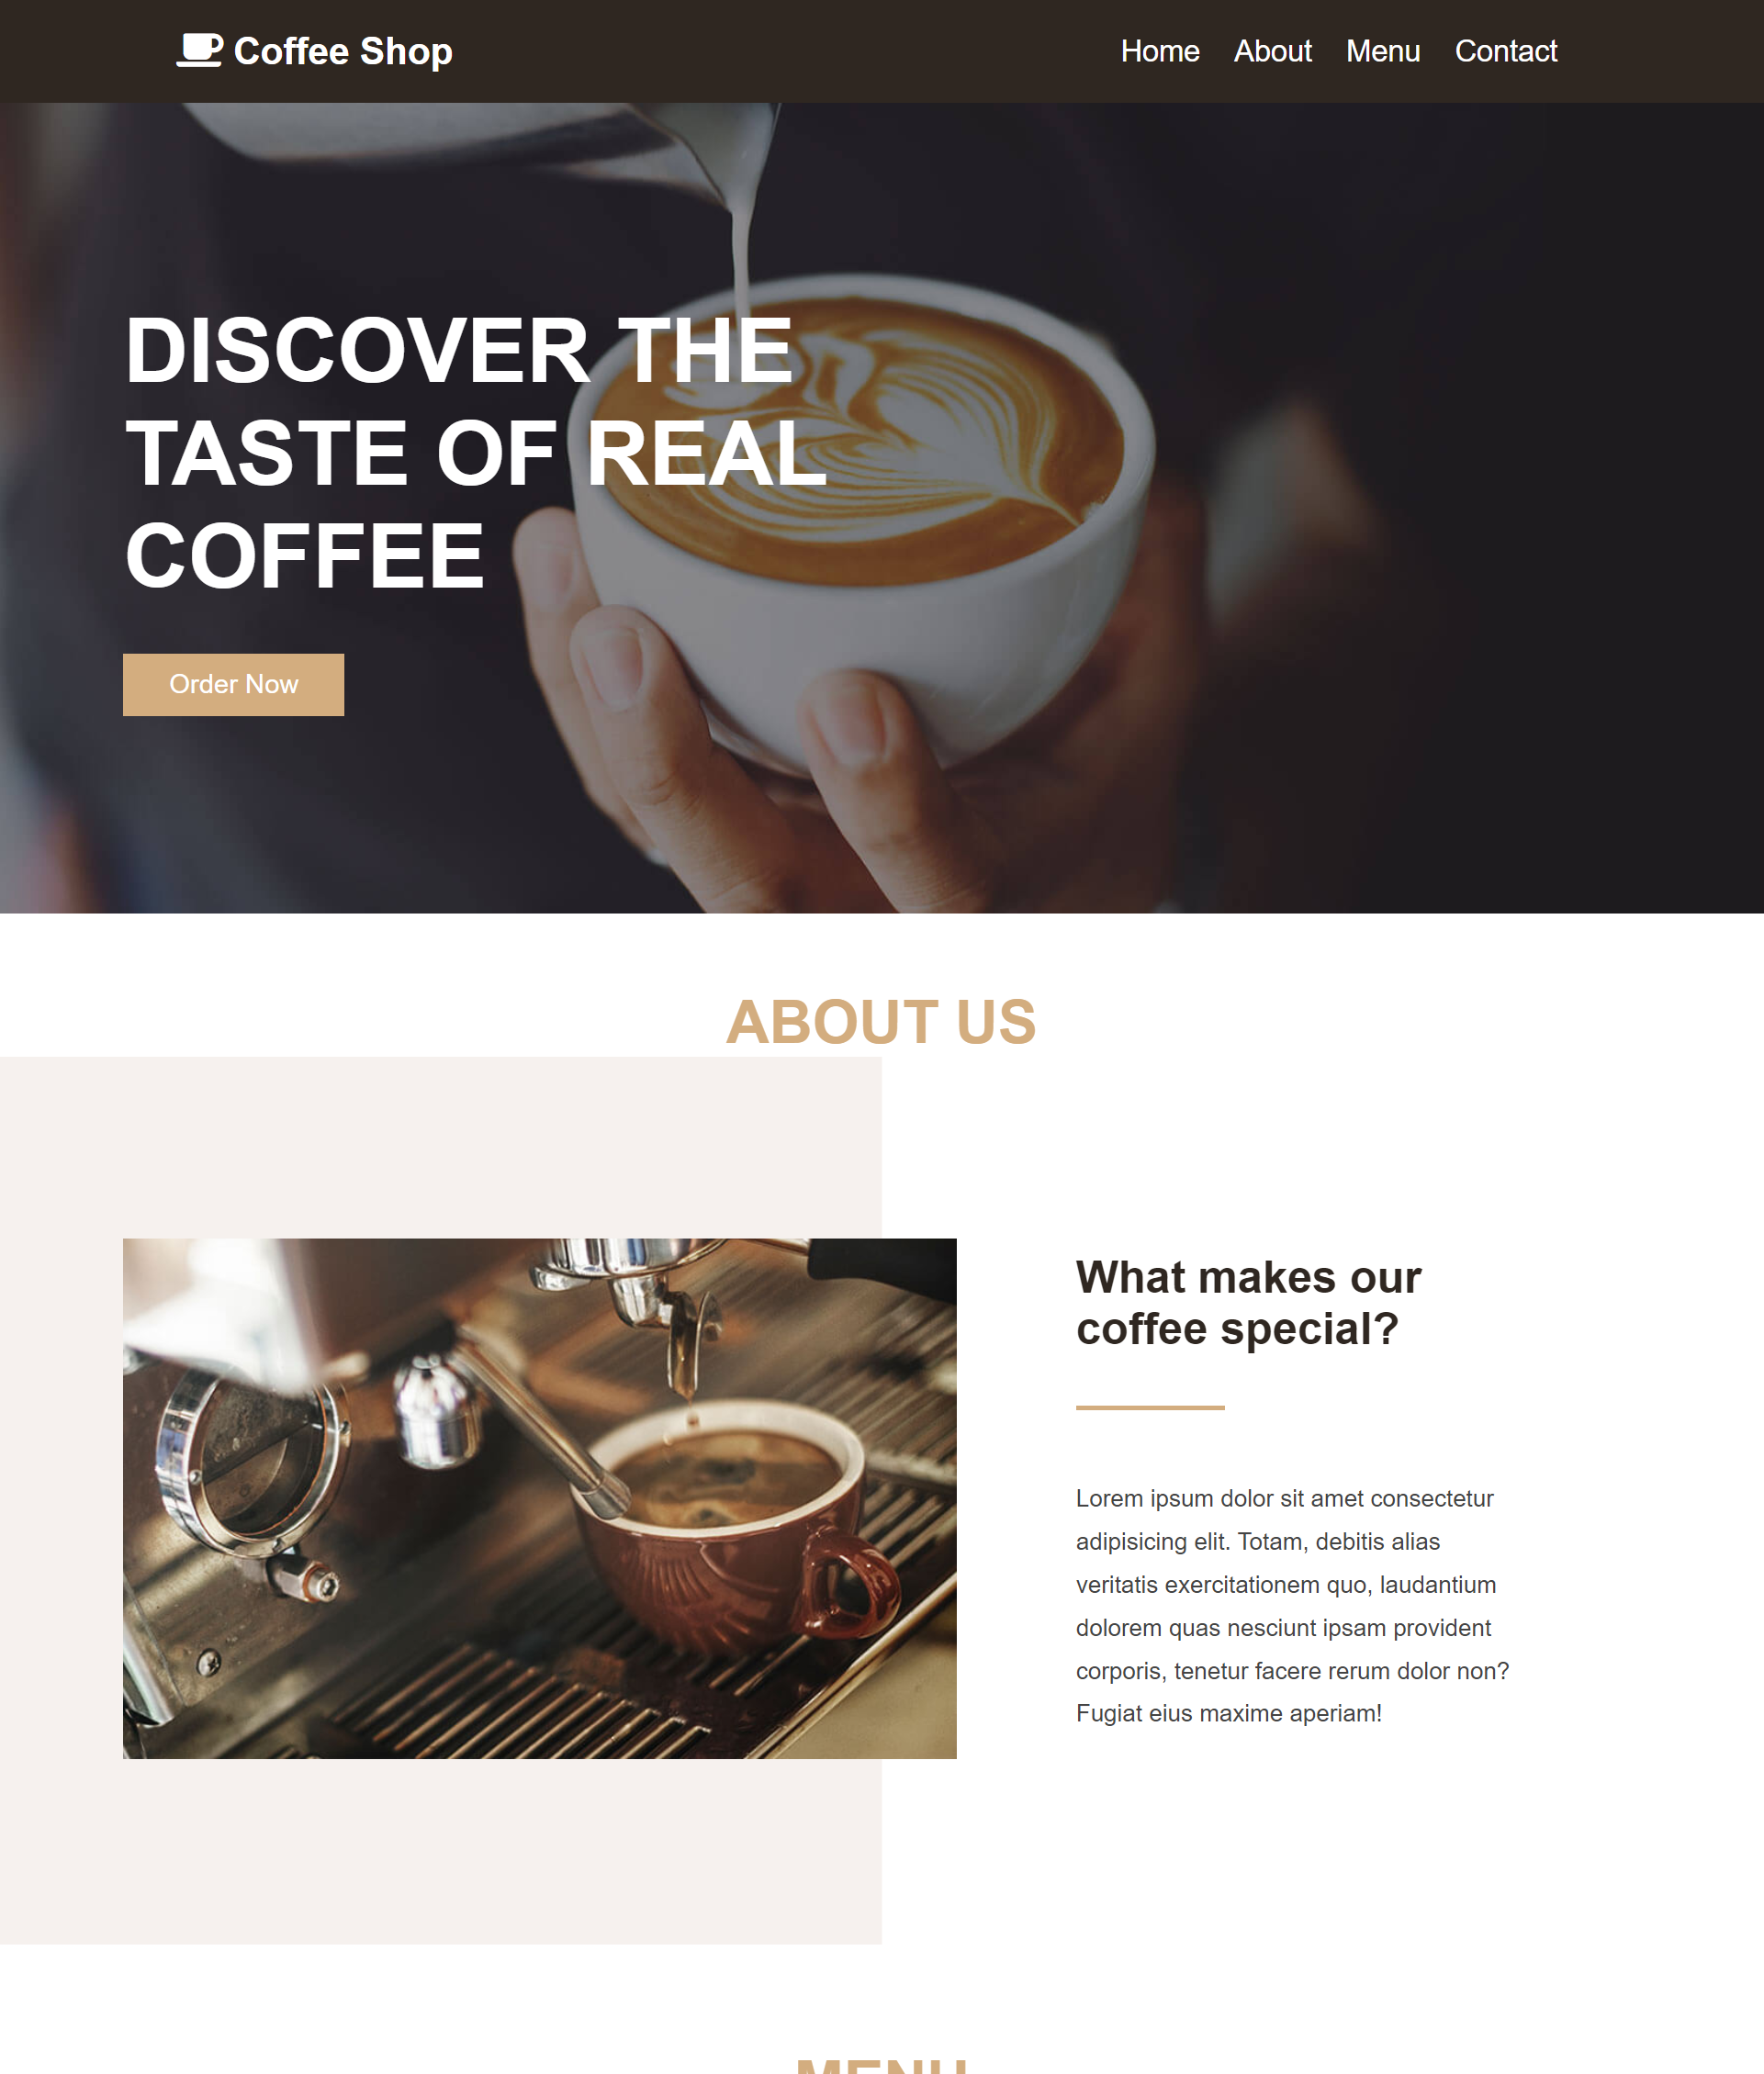 Coffee Shop
Home About Menu Contact
DISCOVER THE
TASTE OF REAL
COFFEE
Order Now
ABOUT US
What makes our
coffee special?
Lorem ipsum dolor sit amet consectetur
adipisicing elit. Totam, debitis alias
veritatis exercitationem quo, laudantium
dolorem quas nesciunt ipsam provident
corporis, tenetur facere rerum dolor non?
Fugiat eius maxime aperiam!
MENU